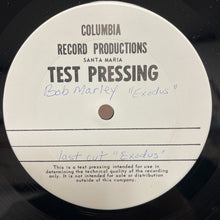 COLUMBIA
RECORD PRODUCTIONS
SANTA MARIA
TEST PRESSING
Bob Marley "Exodus"
last cut "Exodus"
This is a test pressing intended for use in
determining the technical quality of the recording
only. It is not intended for sale or distribution
outside of this company.